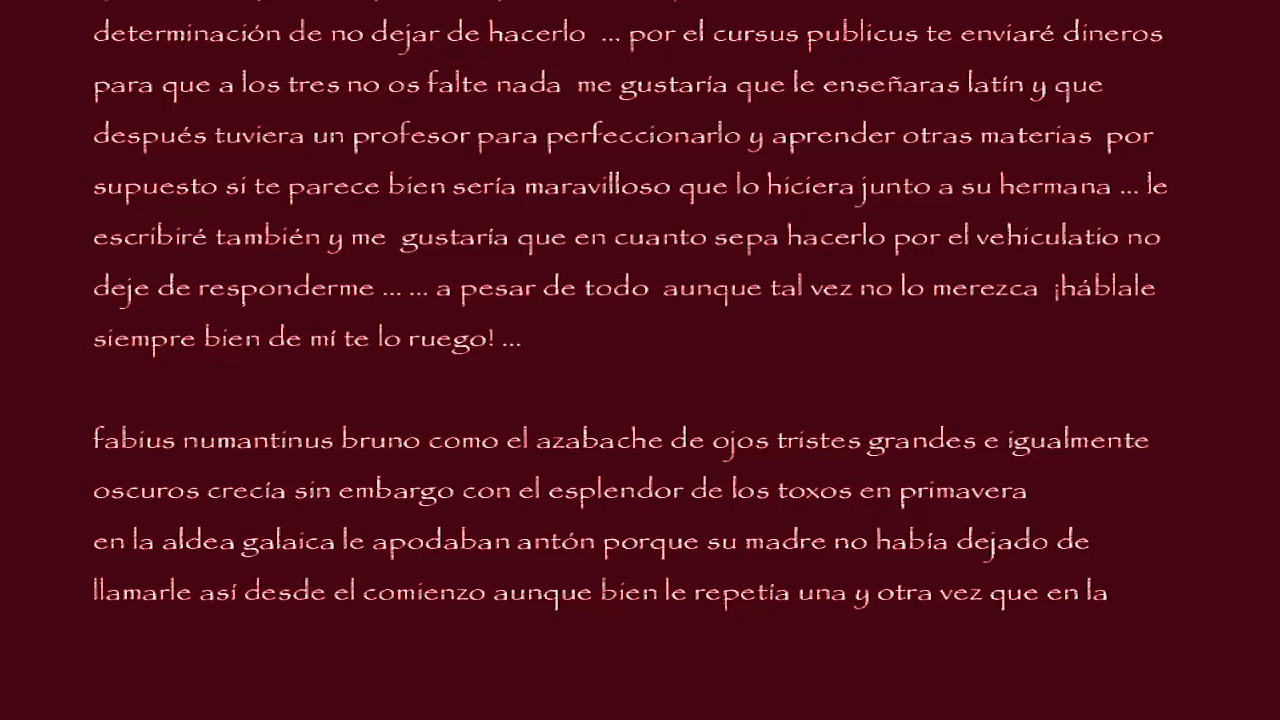 determinación de no dejar de hacerlo ... por el cursus publicus te enviaré dineros
para que a los tres no os falte nada me gustaría que le enseñaras latín y que
después tuviera un profesor para perfeccionarlo y aprender otras materias por
supuesto si te parece bien sería maravilloso que lo hiciera junto a su hermana ... le
escribiré también y me gustaría que en cuanto sepa hacerlo por el vehiculatio no
deje de responderme ... ... a pesar de todo aunque tal vez no lo merezca ¡háblale
siempre bien de mí te lo ruego! ...
fabius numantinus bruno como el azabache de ojos tristes grandes e igualmente
oscuros crecía sin embargo con el esplendor de los toxos en primavera
en la aldea galaica le apodaban antón porque su madre no había dejado de
llamarle así desde el comienzo aunque bien le repetía una y otra vez que en la